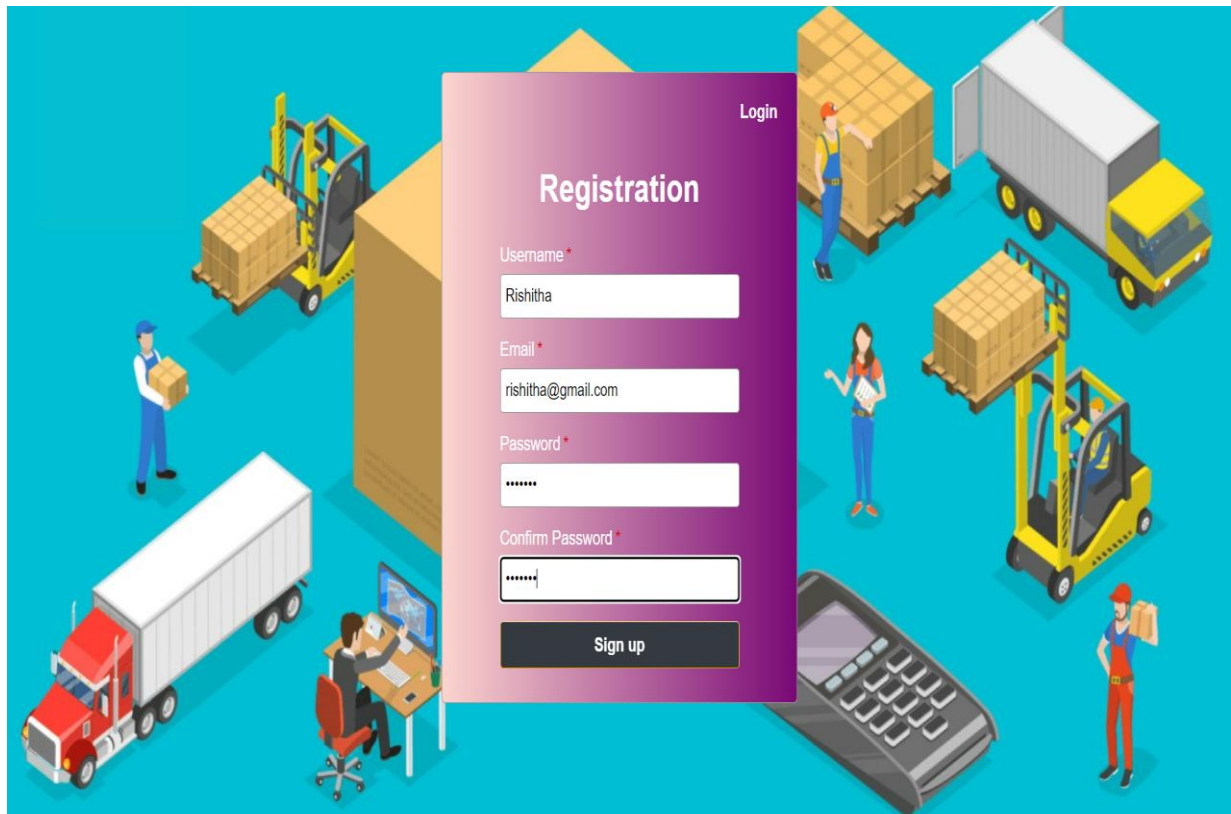 Login
Registration
Username *
Rishitha
Email *
rishitha@gmail.com
Password *
•••••••
Confirm Password *
•••••••
Sign up